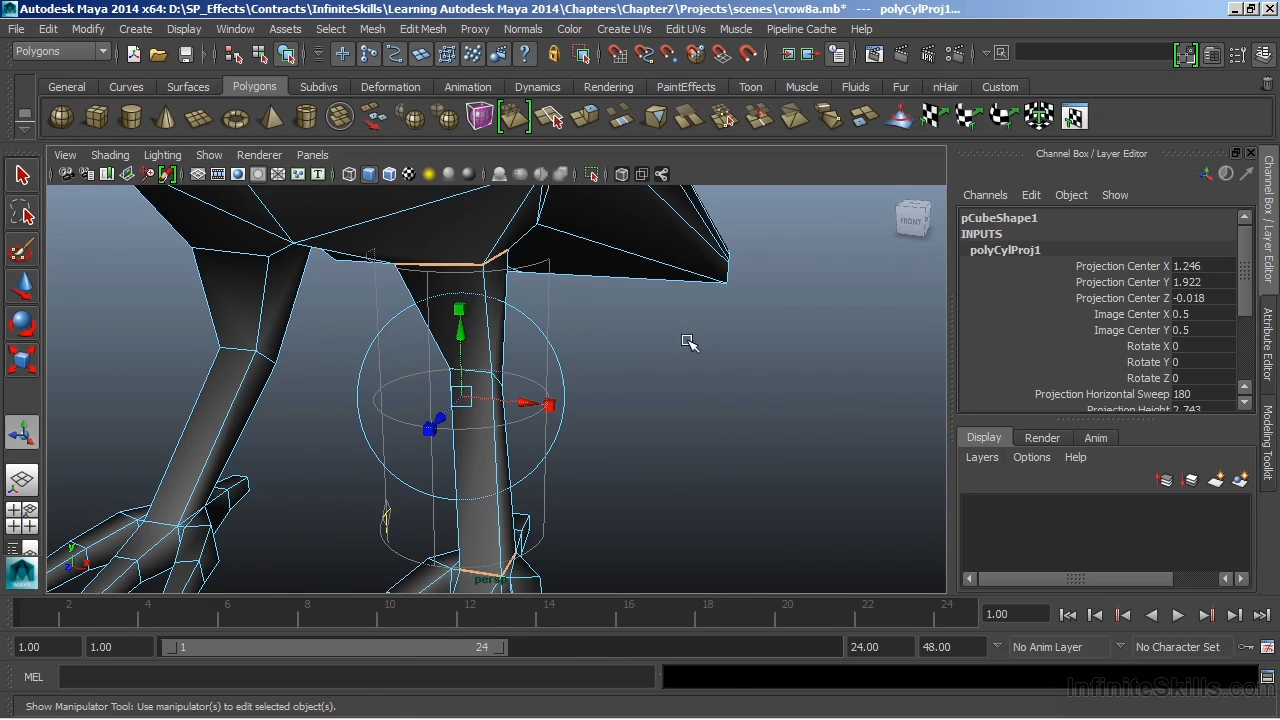 Autodesk Maya 2014 x64: D:\SP_Effects\Contracts\InfiniteSkills\Learning Autodesk Maya 2014\Chapters\Chapter7\Projects\scenes\crow8a.mb* --- polyCylProj1...
File Edit Modify Create Display Window Assets Select Mesh Edit Mesh Proxy Normals Color Create UVs Edit UVs Muscle Pipeline Cache Help
Polygons
General Curves Surfaces Polygons Subdivs Deformation Animation Dynamics Rendering PaintEffects Toon Muscle Fluids Fur nHair Custom
View Shading Lighting Show Renderer Panels
Channel Box / Layer Editor
Channels Edit Object Show
pCubeShape1
INPUTS
polyCylProj1
Projection Center X 1.246
Projection Center Y 1.922
Projection Center Z -0.018
Image Center X 0.5
Image Center Y 0.5
Rotate X 0
Rotate Y 0
Rotate Z 0
Projection Horizontal Sweep 180
Projection Height 2.743
Display Render Anim
Layers Options Help
Channel Box / Layer Editor
Attribute Editor
Modeling Toolkit
FRONT
y
x
z
persp
2 4 6 8 10 12 14 16 18 20 22 24
1.00
1.00 1.00 1 24 24.00 48.00 No Anim Layer No Character Set
MEL
InfiniteSkills.com
Show Manipulator Tool: Use manipulator(s) to edit selected object(s).